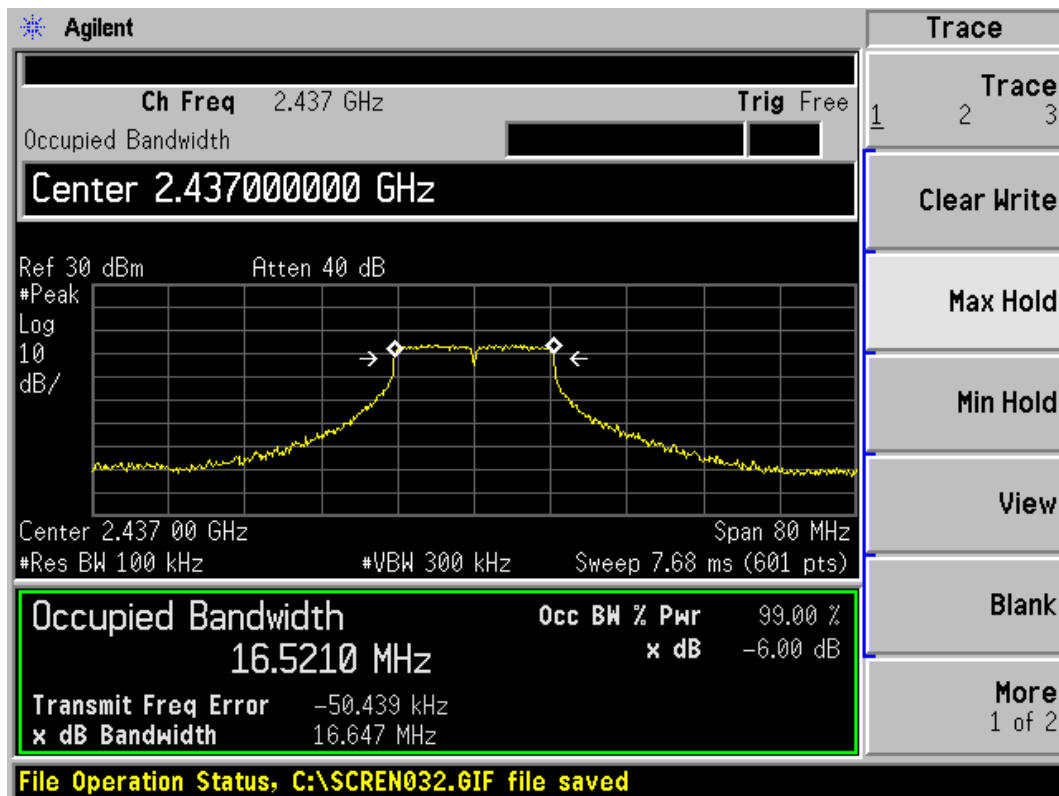 Agilent
Trace
Ch Freq 2.437 GHz Trig Free
Occupied Bandwidth
Center 2.437000000 GHz
Ref 30 dBm Atten 40 dB
#Peak
Log
10
dB/
Center 2.437 00 GHz Span 80 MHz
#Res BW 100 kHz #VBW 300 kHz Sweep 7.68 ms (601 pts)
Occupied Bandwidth Occ BW % Pwr 99.00 %
16.5210 MHz x dB -6.00 dB
Transmit Freq Error -50.439 kHz
x dB Bandwidth 16.647 MHz
File Operation Status, C:\SCREN032.GIF file saved
Trace
1 2 3
Clear Write
Max Hold
Min Hold
View
Blank
More
1 of 2